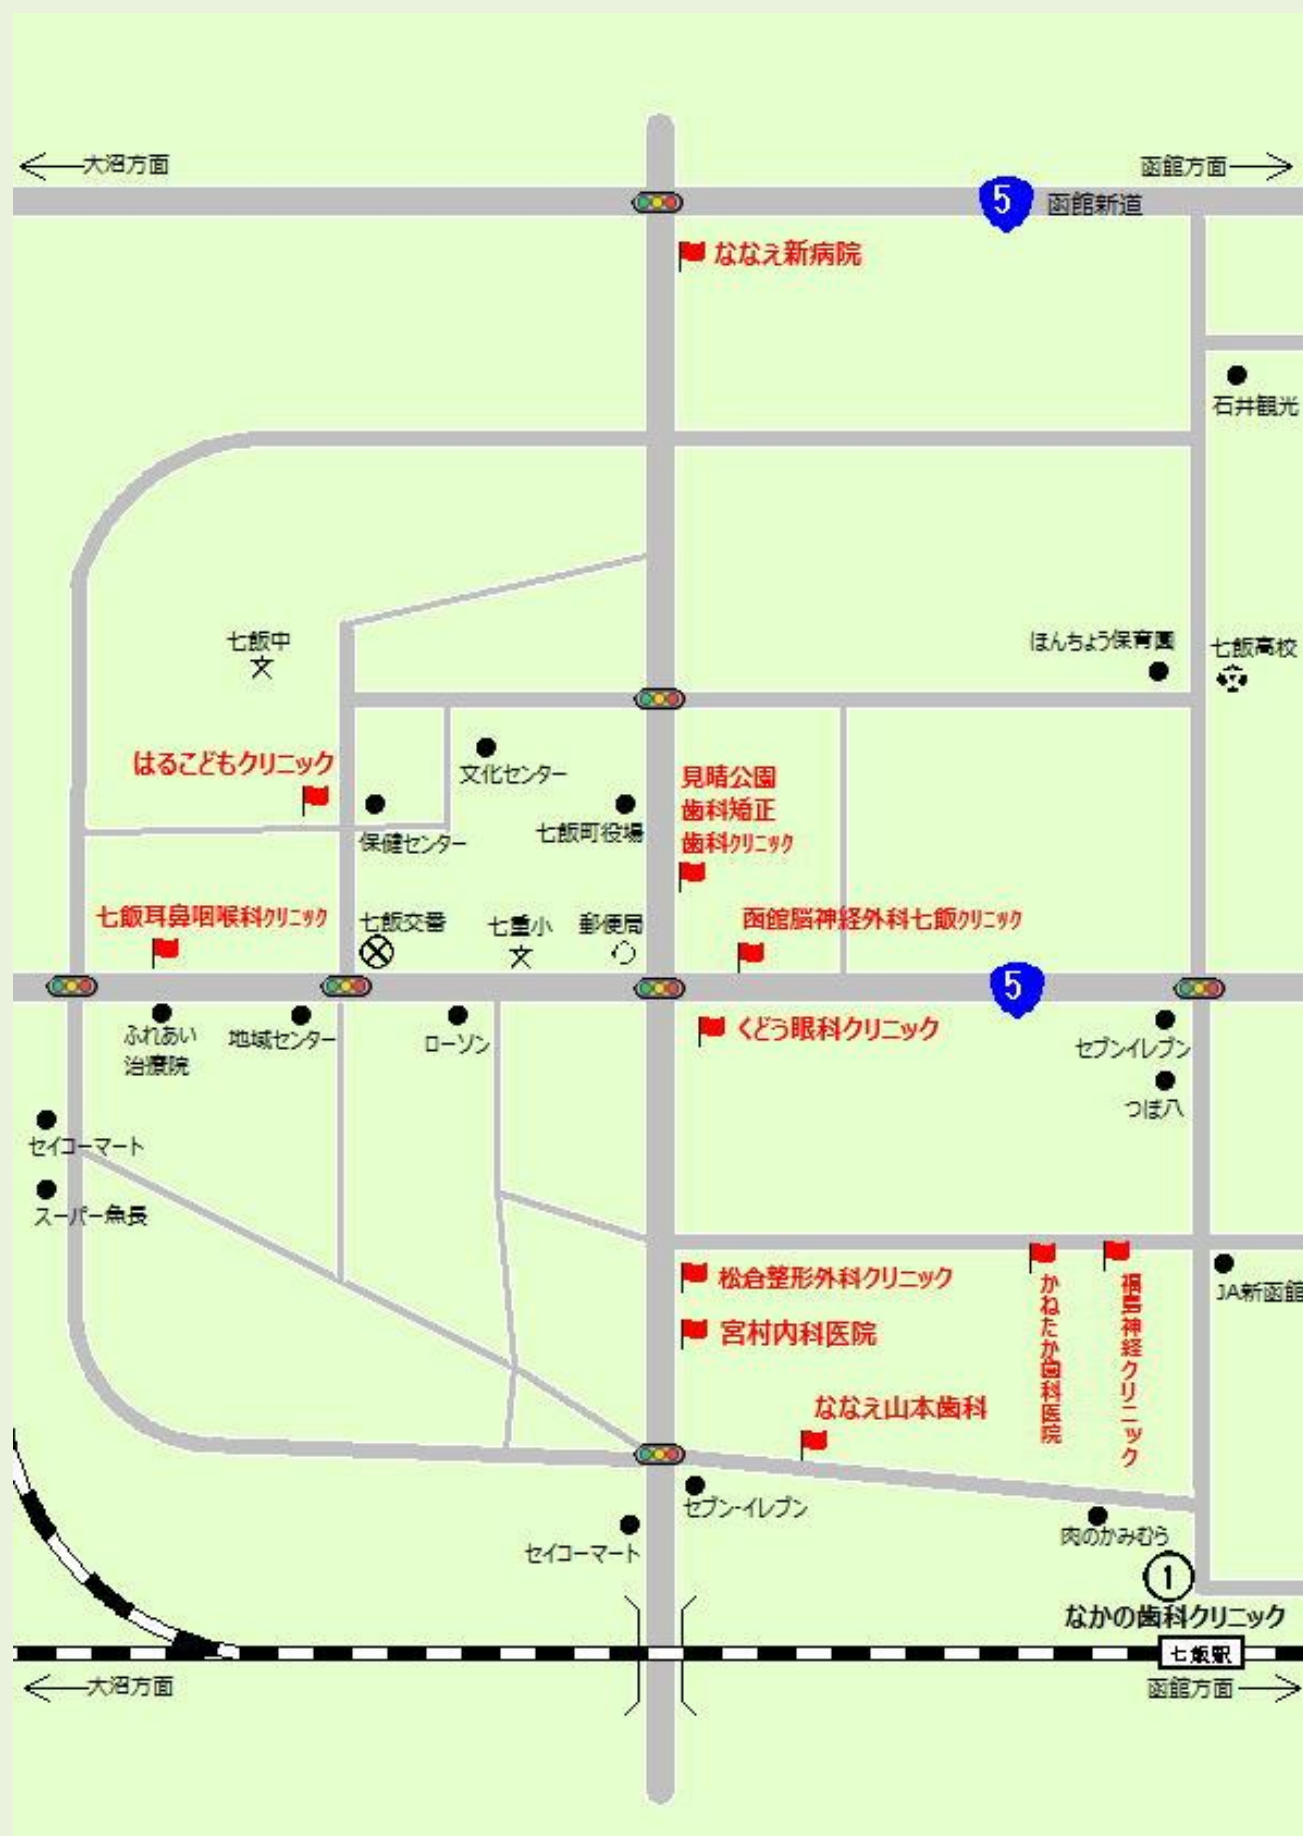 大沼方面
函館方面
5
函館新道
ななえ新病院
石井観光
七飯中
ほんちょう保育園
七飯高校
はるこどもクリニック
文化センター
保健センター
七飯町役場
見晴公園
歯科矯正
歯科クリニック
七飯耳鼻咽喉科クリニック
七飯交番
七重小
郵便局
函館脳神経外科七飯クリニック
5
ふれあい
治療院
地域センター
ローソン
くどう眼科クリニック
セブンイレブン
つぼ八
セイコーマート
スーパー魚長
松倉整形外科クリニック
宮村内科医院
かねたか歯科医院
福島神経クリニック
JA新函館
ななえ山本歯科
セブン-イレブン
セイコーマート
肉のかみむら
1
なかの歯科クリニック
七飯駅
大沼方面
函館方面